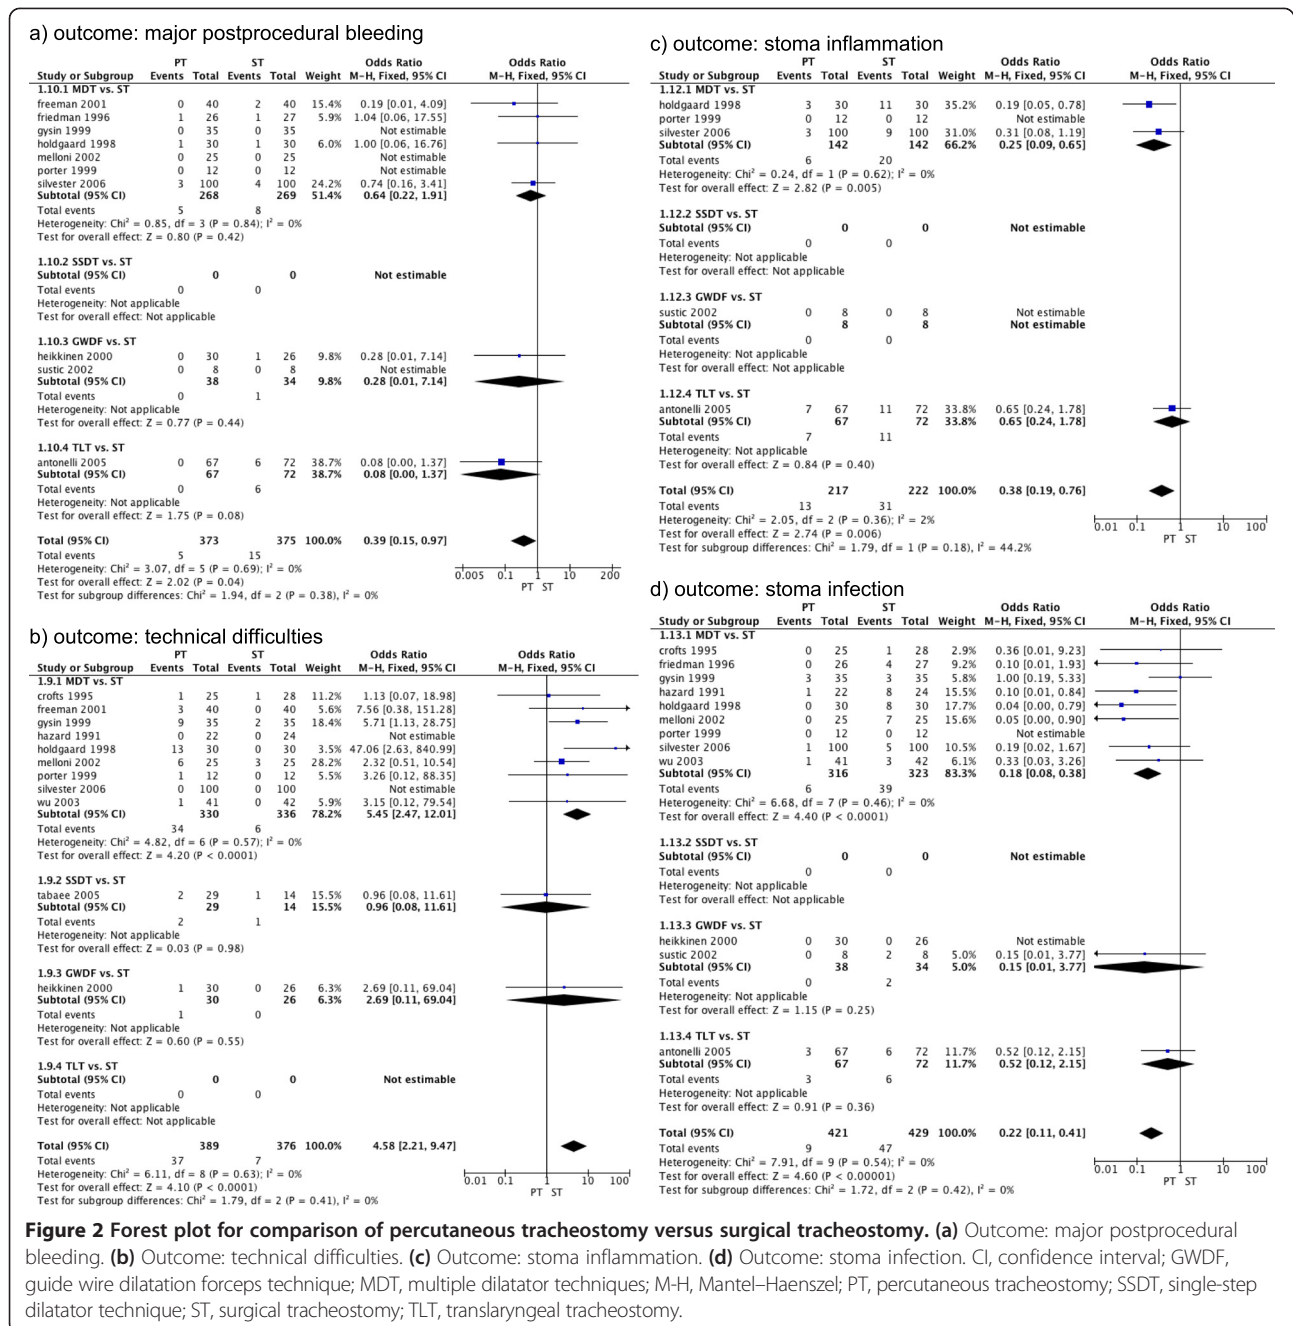 a) outcome: major postprocedural bleeding
PT ST Odds Ratio Odds Ratio
Study or Subgroup Events Total Events Total Weight M-H, Fixed, 95% CI M-H, Fixed, 95% CI
1.10.1 MDT vs. ST
freeman 2001 0 40 2 40 15.4% 0.19 [0.01, 4.09]
friedman 1996 1 26 1 27 5.9% 1.04 [0.06, 17.55]
gysin 1999 0 35 0 35 Not estimable
holdgaard 1998 1 30 1 30 6.0% 1.00 [0.06, 16.76]
melloni 2002 0 25 0 25 Not estimable
porter 1999 0 12 0 12 Not estimable
silvester 2006 3 100 4 100 24.2% 0.74 [0.16, 3.41]
Subtotal (95% CI) 268 269 51.4% 0.64 [0.22, 1.91]
Total events 5 8
Heterogeneity: Chi² = 0.85, df = 3 (P = 0.84); I² = 0%
Test for overall effect: Z = 0.80 (P = 0.42)
1.10.2 SSDT vs. ST
Subtotal (95% CI) 0 0 Not estimable
Total events 0 0
Heterogeneity: Not applicable
Test for overall effect: Not applicable
1.10.3 GWDF vs. ST
heikkinen 2000 0 30 1 26 9.8% 0.28 [0.01, 7.14]
sustic 2002 0 8 0 8 Not estimable
Subtotal (95% CI) 38 34 9.8% 0.28 [0.01, 7.14]
Total events 0 1
Heterogeneity: Not applicable
Test for overall effect: Z = 0.77 (P = 0.44)
1.10.4 TLT vs. ST
antonelli 2005 0 67 6 72 38.7% 0.08 [0.00, 1.37]
Subtotal (95% CI) 67 72 38.7% 0.08 [0.00, 1.37]
Total events 0 6
Heterogeneity: Not applicable
Test for overall effect: Z = 1.75 (P = 0.08)
Total (95% CI) 373 375 100.0% 0.39 [0.15, 0.97]
Total events 5 15
Heterogeneity: Chi² = 3.07, df = 5 (P = 0.69); I² = 0%
Test for overall effect: Z = 2.02 (P = 0.04)
Test for subgroup differences: Chi² = 1.94, df = 2 (P = 0.38), I² = 0%
0.005 0.1 1 10 200
PT ST
b) outcome: technical difficulties
PT ST Odds Ratio Odds Ratio
Study or Subgroup Events Total Events Total Weight M-H, Fixed, 95% CI M-H, Fixed, 95% CI
1.9.1 MDT vs. ST
crofts 1995 1 25 1 28 11.2% 1.13 [0.07, 18.98]
freeman 2001 3 40 0 40 5.6% 7.56 [0.38, 151.28]
gysin 1999 9 35 2 35 18.4% 5.71 [1.13, 28.75]
hazard 1991 0 22 0 24 Not estimable
holdgaard 1998 13 30 0 30 3.5% 47.06 [2.63, 840.99]
melloni 2002 6 25 3 25 28.2% 2.32 [0.51, 10.54]
porter 1999 1 12 0 12 5.5% 3.26 [0.12, 88.35]
silvester 2006 0 100 0 100 Not estimable
wu 2003 1 41 0 42 5.9% 3.15 [0.12, 79.54]
Subtotal (95% CI) 330 336 78.2% 5.45 [2.47, 12.01]
Total events 34 6
Heterogeneity: Chi² = 4.82, df = 6 (P = 0.57); I² = 0%
Test for overall effect: Z = 4.20 (P < 0.0001)
1.9.2 SSDT vs. ST
tabaee 2005 2 29 1 14 15.5% 0.96 [0.08, 11.61]
Subtotal (95% CI) 29 14 15.5% 0.96 [0.08, 11.61]
Total events 2 1
Heterogeneity: Not applicable
Test for overall effect: Z = 0.03 (P = 0.98)
1.9.3 GWDF vs. ST
heikkinen 2000 1 30 0 26 6.3% 2.69 [0.11, 69.04]
Subtotal (95% CI) 30 26 6.3% 2.69 [0.11, 69.04]
Total events 1 0
Heterogeneity: Not applicable
Test for overall effect: Z = 0.60 (P = 0.55)
1.9.4 TLT vs. ST
Subtotal (95% CI) 0 0 Not estimable
Total events 0 0
Heterogeneity: Not applicable
Test for overall effect: Not applicable
Total (95% CI) 389 376 100.0% 4.58 [2.21, 9.47]
Total events 37 7
Heterogeneity: Chi² = 6.11, df = 8 (P = 0.63); I² = 0%
Test for overall effect: Z = 4.10 (P < 0.0001)
Test for subgroup differences: Chi² = 1.79, df = 2 (P = 0.41), I² = 0%
0.01 0.1 1 10 100
PT ST
c) outcome: stoma inflammation
PT ST Odds Ratio Odds Ratio
Study or Subgroup Events Total Events Total Weight M-H, Fixed, 95% CI M-H, Fixed, 95% CI
1.12.1 MDT vs. ST
holdgaard 1998 3 30 11 30 35.2% 0.19 [0.05, 0.78]
porter 1999 0 12 0 12 Not estimable
silvester 2006 3 100 9 100 31.0% 0.31 [0.08, 1.19]
Subtotal (95% CI) 142 142 66.2% 0.25 [0.09, 0.65]
Total events 6 20
Heterogeneity: Chi² = 0.24, df = 1 (P = 0.62); I² = 0%
Test for overall effect: Z = 2.82 (P = 0.005)
1.12.2 SSDT vs. ST
Subtotal (95% CI) 0 0 Not estimable
Total events 0 0
Heterogeneity: Not applicable
Test for overall effect: Not applicable
1.12.3 GWDF vs. ST
sustic 2002 0 8 0 8 Not estimable
Subtotal (95% CI) 8 8 Not estimable
Total events 0 0
Heterogeneity: Not applicable
Test for overall effect: Not applicable
1.12.4 TLT vs. ST
antonelli 2005 7 67 11 72 33.8% 0.65 [0.24, 1.78]
Subtotal (95% CI) 67 72 33.8% 0.65 [0.24, 1.78]
Total events 7 11
Heterogeneity: Not applicable
Test for overall effect: Z = 0.84 (P = 0.40)
Total (95% CI) 217 222 100.0% 0.38 [0.19, 0.76]
Total events 13 31
Heterogeneity: Chi² = 2.05, df = 2 (P = 0.36); I² = 2%
Test for overall effect: Z = 2.74 (P = 0.006)
Test for subgroup differences: Chi² = 1.79, df = 1 (P = 0.18), I² = 44.2%
0.01 0.1 1 10 100
PT ST
d) outcome: stoma infection
PT ST Odds Ratio Odds Ratio
Study or Subgroup Events Total Events Total Weight M-H, Fixed, 95% CI M-H, Fixed, 95% CI
1.13.1 MDT vs. ST
crofts 1995 0 25 1 28 2.9% 0.36 [0.01, 9.23]
friedman 1996 0 26 4 27 9.2% 0.10 [0.01, 1.93]
gysin 1999 3 35 3 35 5.8% 1.00 [0.19, 5.33]
hazard 1991 1 22 8 24 15.5% 0.10 [0.01, 0.84]
holdgaard 1998 0 30 8 30 17.7% 0.04 [0.00, 0.79]
melloni 2002 0 25 7 25 15.6% 0.05 [0.00, 0.90]
porter 1999 0 12 0 12 Not estimable
silvester 2006 1 100 5 100 10.5% 0.19 [0.02, 1.67]
wu 2003 1 41 3 42 6.1% 0.33 [0.03, 3.26]
Subtotal (95% CI) 316 323 83.3% 0.18 [0.08, 0.38]
Total events 6 39
Heterogeneity: Chi² = 6.68, df = 7 (P = 0.46); I² = 0%
Test for overall effect: Z = 4.40 (P < 0.0001)
1.13.2 SSDT vs. ST
Subtotal (95% CI) 0 0 Not estimable
Total events 0 0
Heterogeneity: Not applicable
Test for overall effect: Not applicable
1.13.3 GWDF vs. ST
heikkinen 2000 0 30 0 26 Not estimable
sustic 2002 0 8 2 8 5.0% 0.15 [0.01, 3.77]
Subtotal (95% CI) 38 34 5.0% 0.15 [0.01, 3.77]
Total events 0 2
Heterogeneity: Not applicable
Test for overall effect: Z = 1.15 (P = 0.25)
1.13.4 TLT vs. ST
antonelli 2005 3 67 6 72 11.7% 0.52 [0.12, 2.15]
Subtotal (95% CI) 67 72 11.7% 0.52 [0.12, 2.15]
Total events 3 6
Heterogeneity: Not applicable
Test for overall effect: Z = 0.91 (P = 0.36)
Total (95% CI) 421 429 100.0% 0.22 [0.11, 0.41]
Total events 9 47
Heterogeneity: Chi² = 7.91, df = 9 (P = 0.54); I² = 0%
Test for overall effect: Z = 4.60 (P < 0.00001)
Test for subgroup differences: Chi² = 1.72, df = 2 (P = 0.42), I² = 0%
0.01 0.1 1 10 100
PT ST
Figure 2 Forest plot for comparison of percutaneous tracheostomy versus surgical tracheostomy. (a) Outcome: major postprocedural
bleeding. (b) Outcome: technical difficulties. (c) Outcome: stoma inflammation. (d) Outcome: stoma infection. CI, confidence interval; GWDF,
guide wire dilatation forceps technique; MDT, multiple dilatator techniques; M-H, Mantel–Haenszel; PT, percutaneous tracheostomy; SSDT, single-step
dilatator technique; ST, surgical tracheostomy; TLT, translaryngeal tracheostomy.